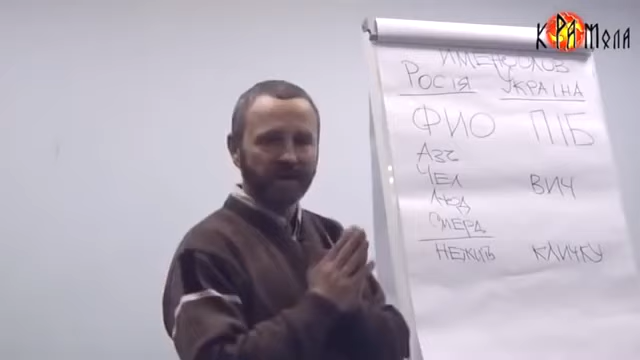 КРАМОЛА
ИМЕНОСЛОВ
РОСІЯ УКРАЇНА
ФИО ПІБ
АЗЪ
ЧЕЛ ВИЧ
ЛЮД
СМЕРД
НЕЖИТЬ КЛИЧКУ